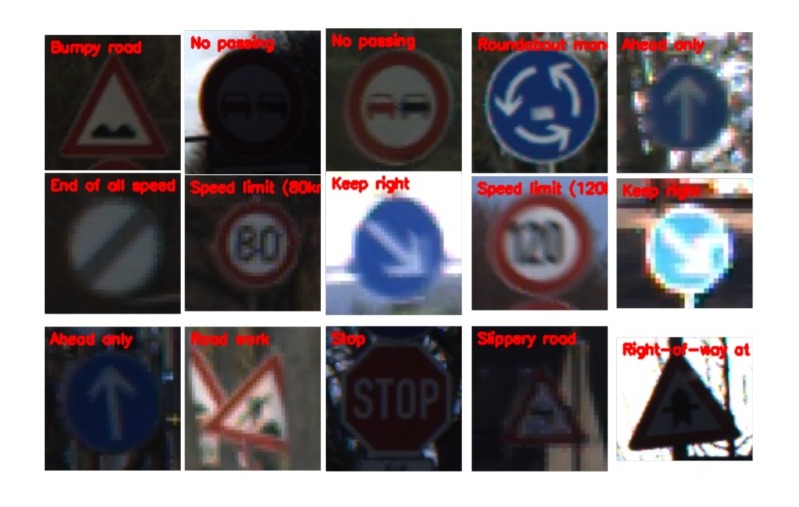 Bumpy road
No passing
No passing
Roundabout man
Ahead only
End of all speed
Speed limit (80k
80
Keep right
Speed limit (120
120
Keep right
Ahead only
Road work
Stop
STOP
Slippery road
Right-of-way at